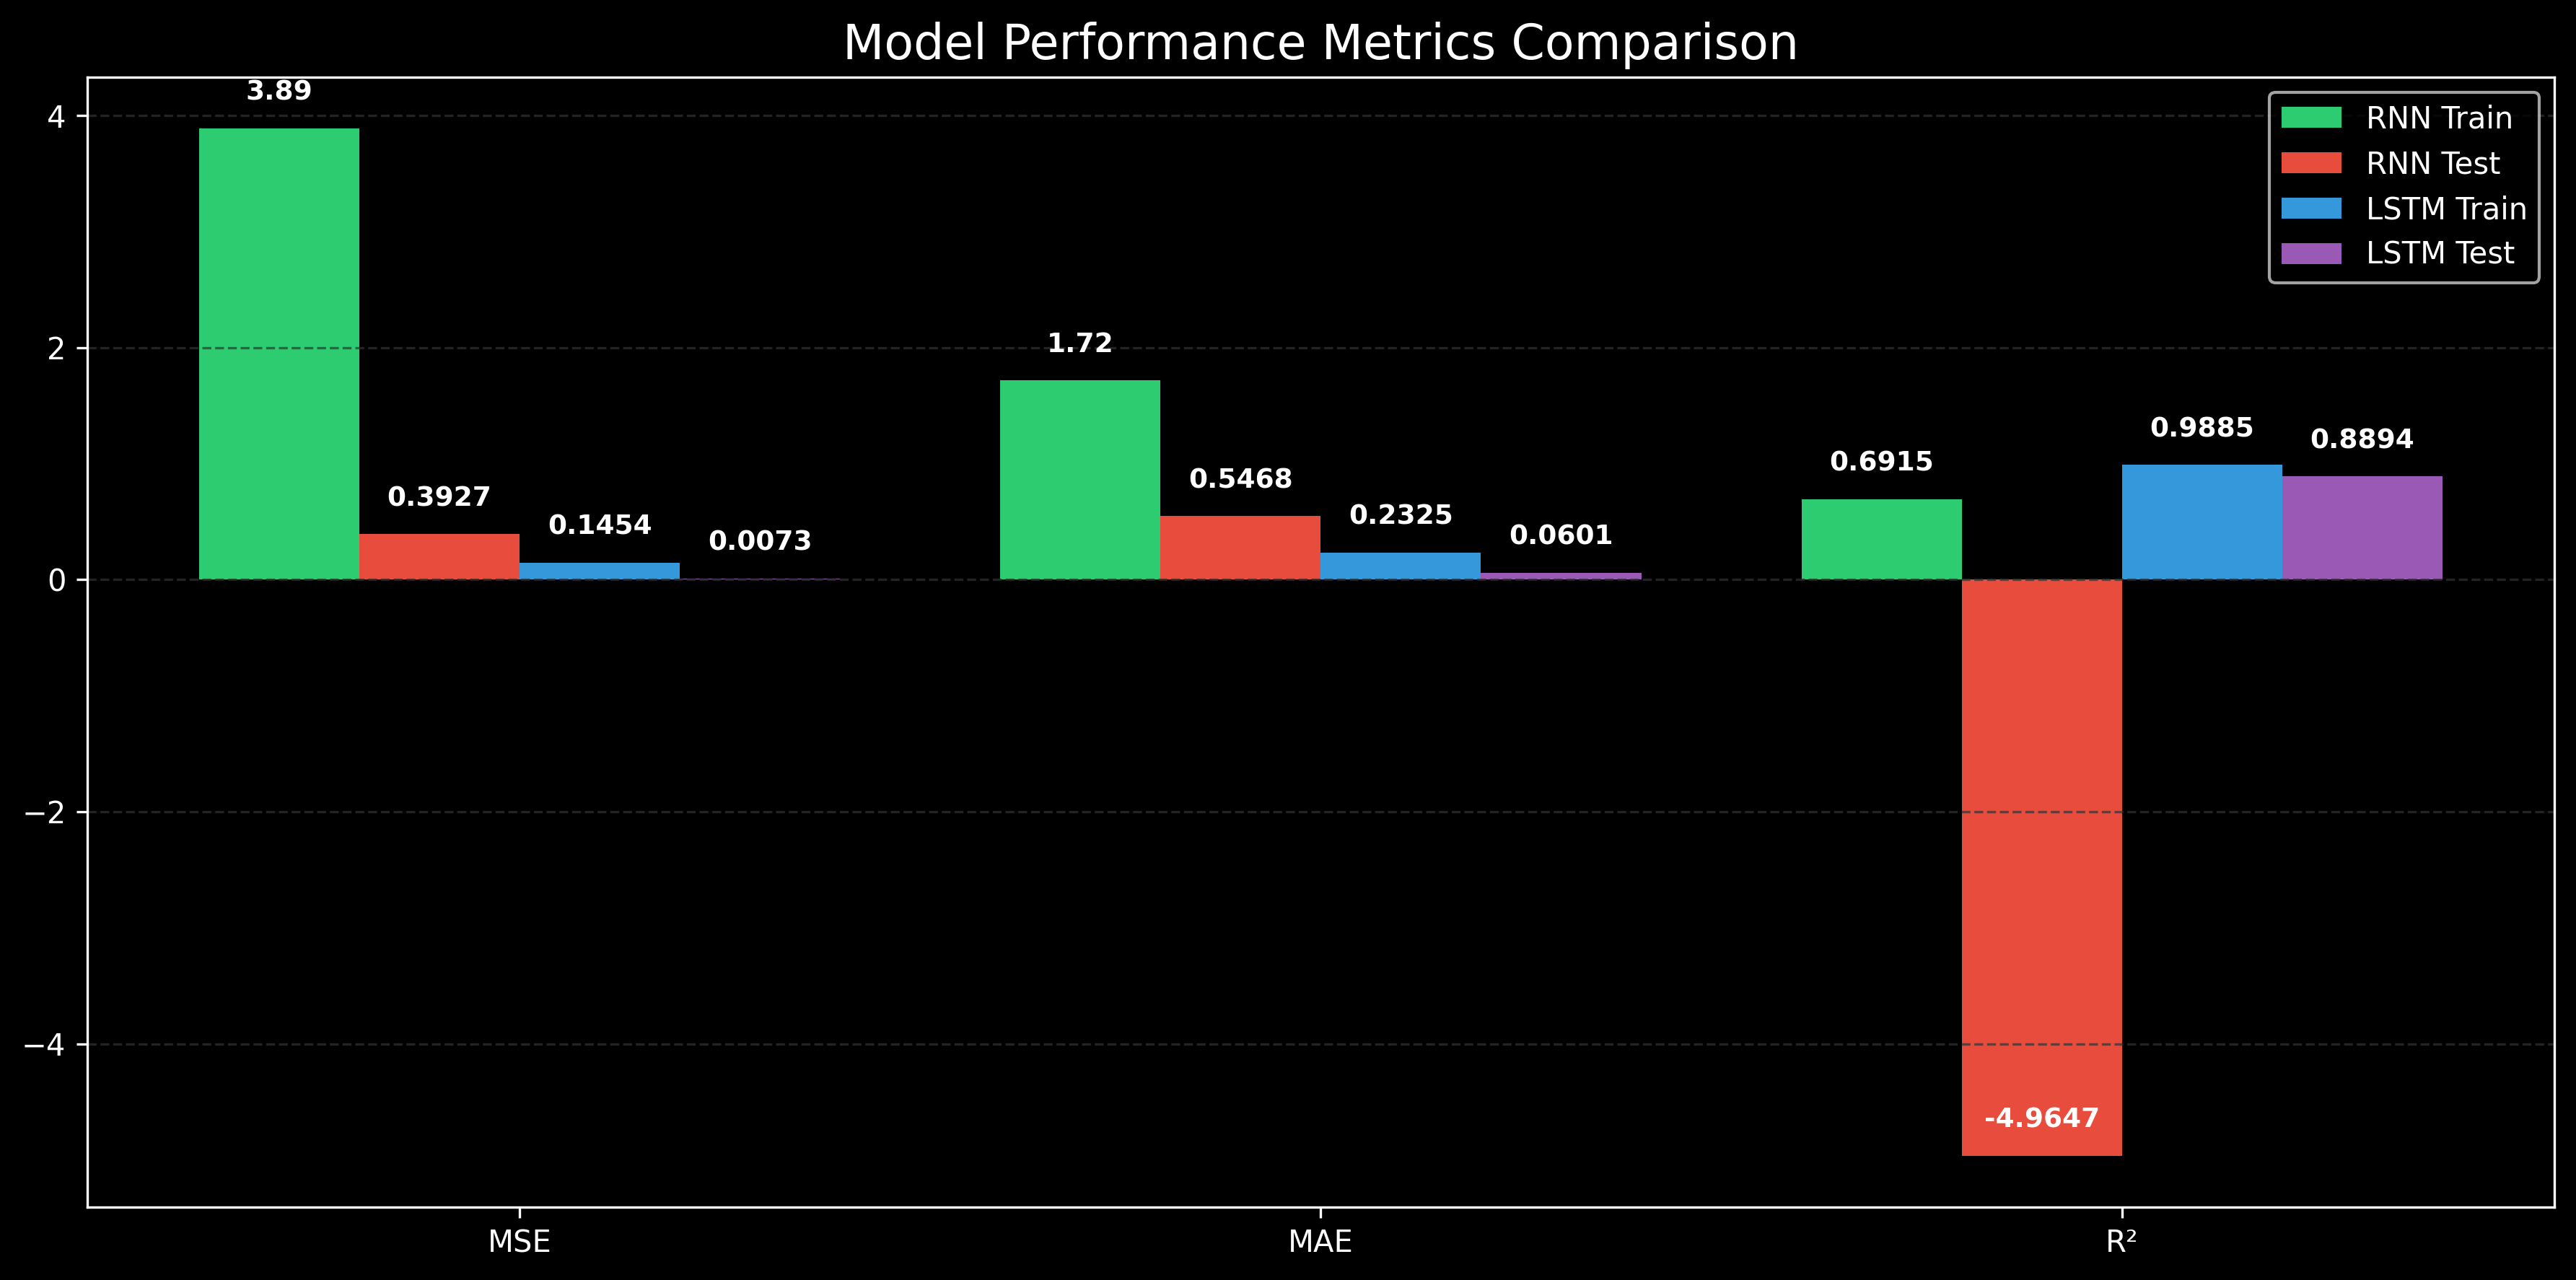 Model Performance Metrics Comparison
3.89
0.3927
0.1454
0.0073
1.72
0.5468
0.2325
0.0601
0.6915
-4.9647
0.9885
0.8894
RNN Train
RNN Test
LSTM Train
LSTM Test
4
2
0
−2
−4
MSE
MAE
R²